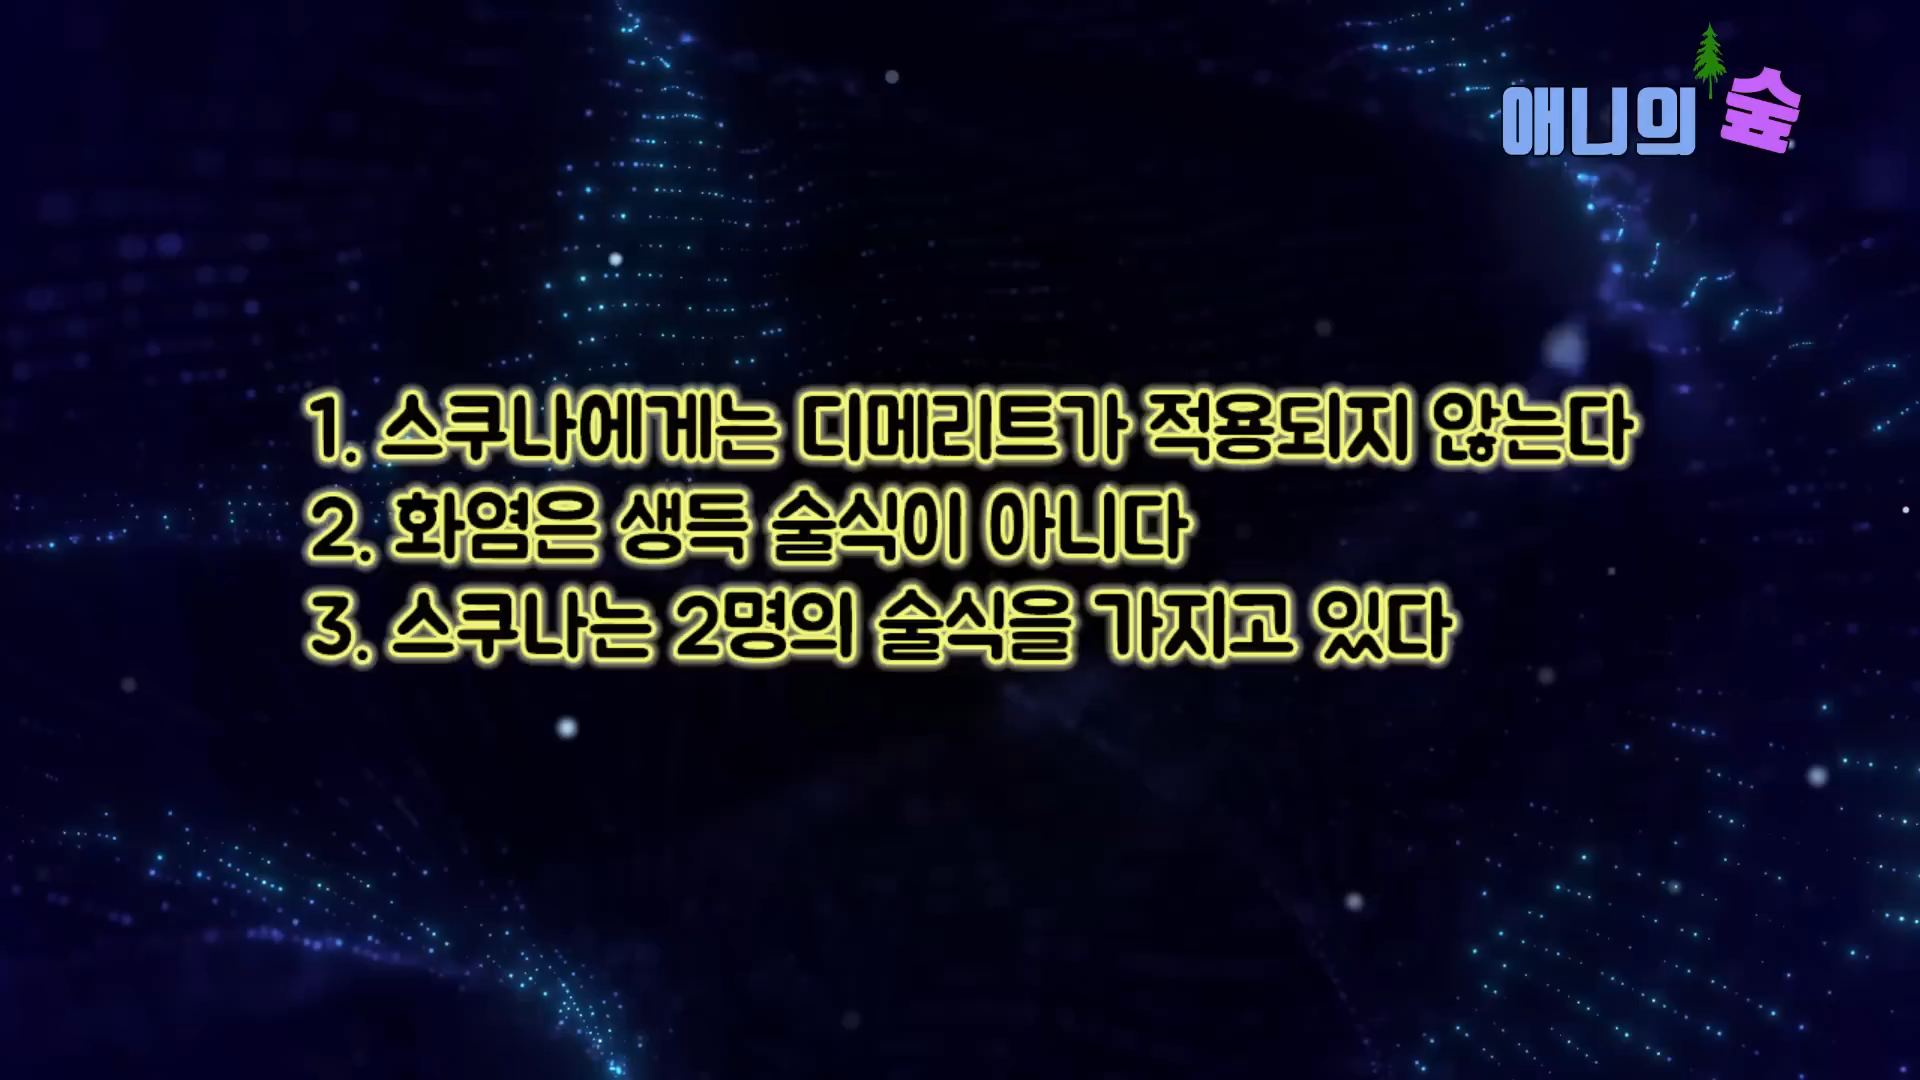 애니의 숲
1. 스쿠나에게는 디메리트가 적용되지 않는다
2. 화염은 생득 술식이 아니다
3. 스쿠나는 2명의 술식을 가지고 있다